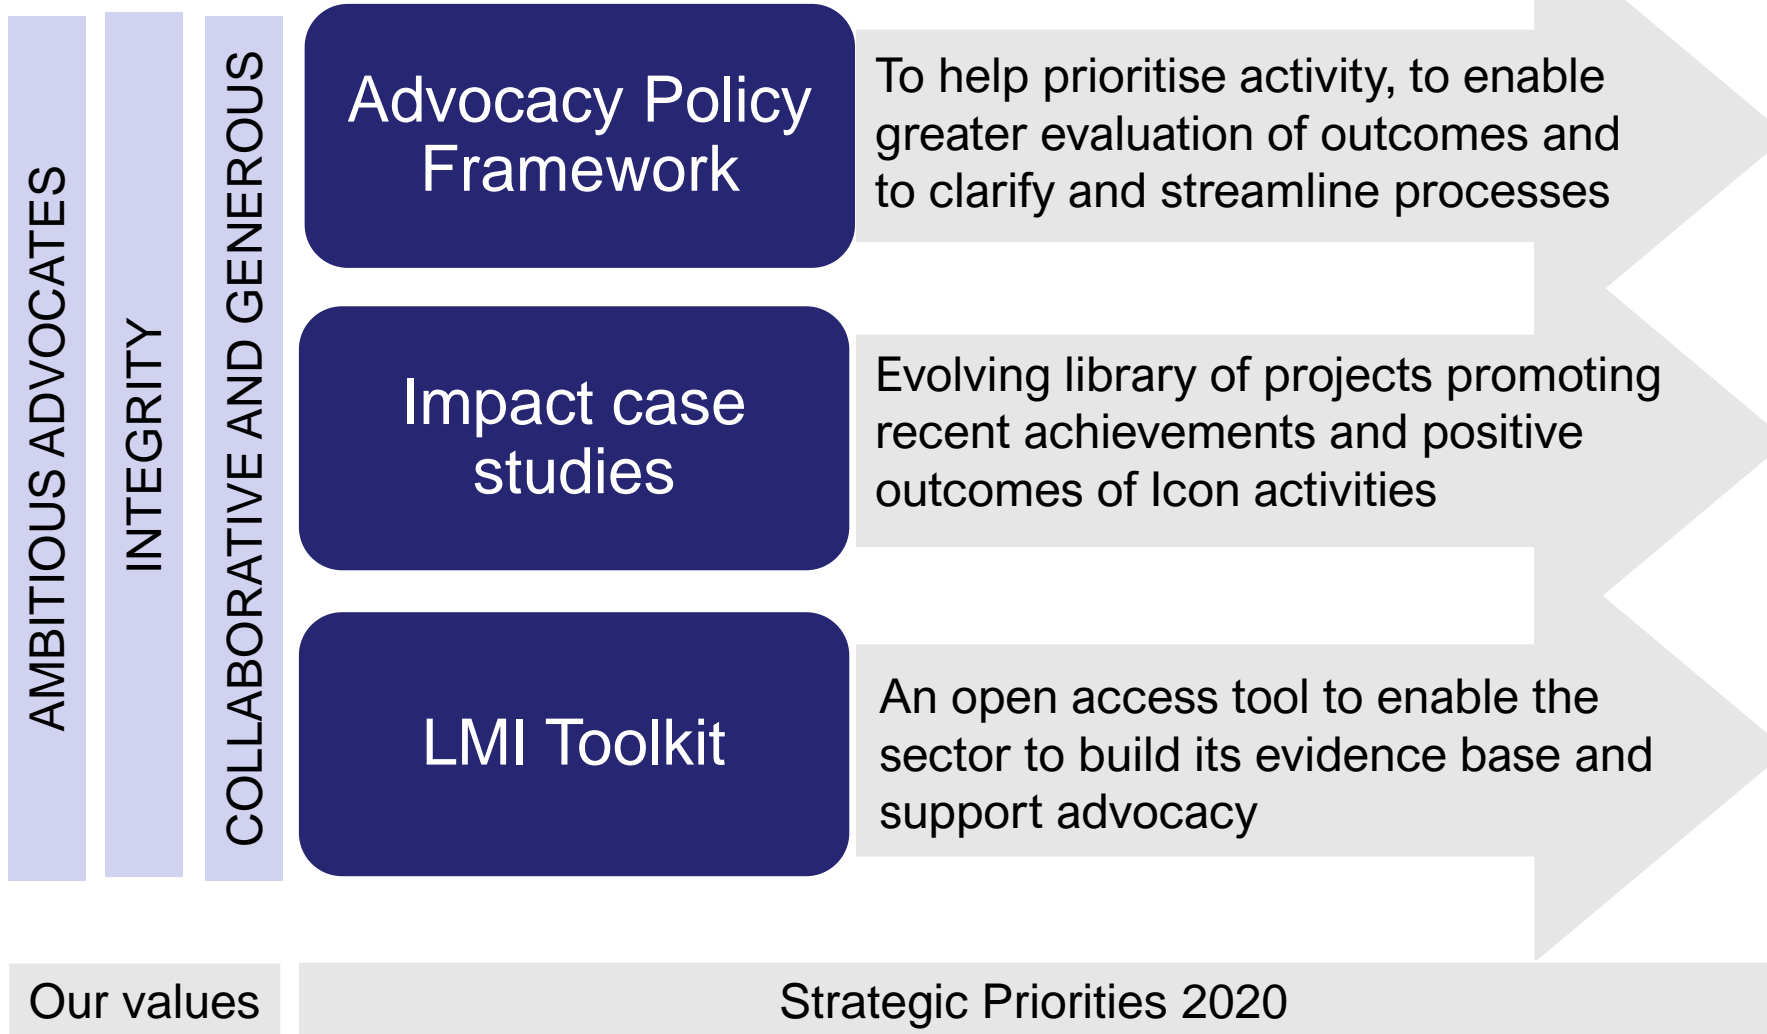 AMBITIOUS ADVOCATES
INTEGRITY
COLLABORATIVE AND GENEROUS
Advocacy Policy
Framework
To help prioritise activity, to enable
greater evaluation of outcomes and
to clarify and streamline processes
Impact case
studies
Evolving library of projects promoting
recent achievements and positive
outcomes of Icon activities
LMI Toolkit
An open access tool to enable the
sector to build its evidence base and
support advocacy
Our values
Strategic Priorities 2020